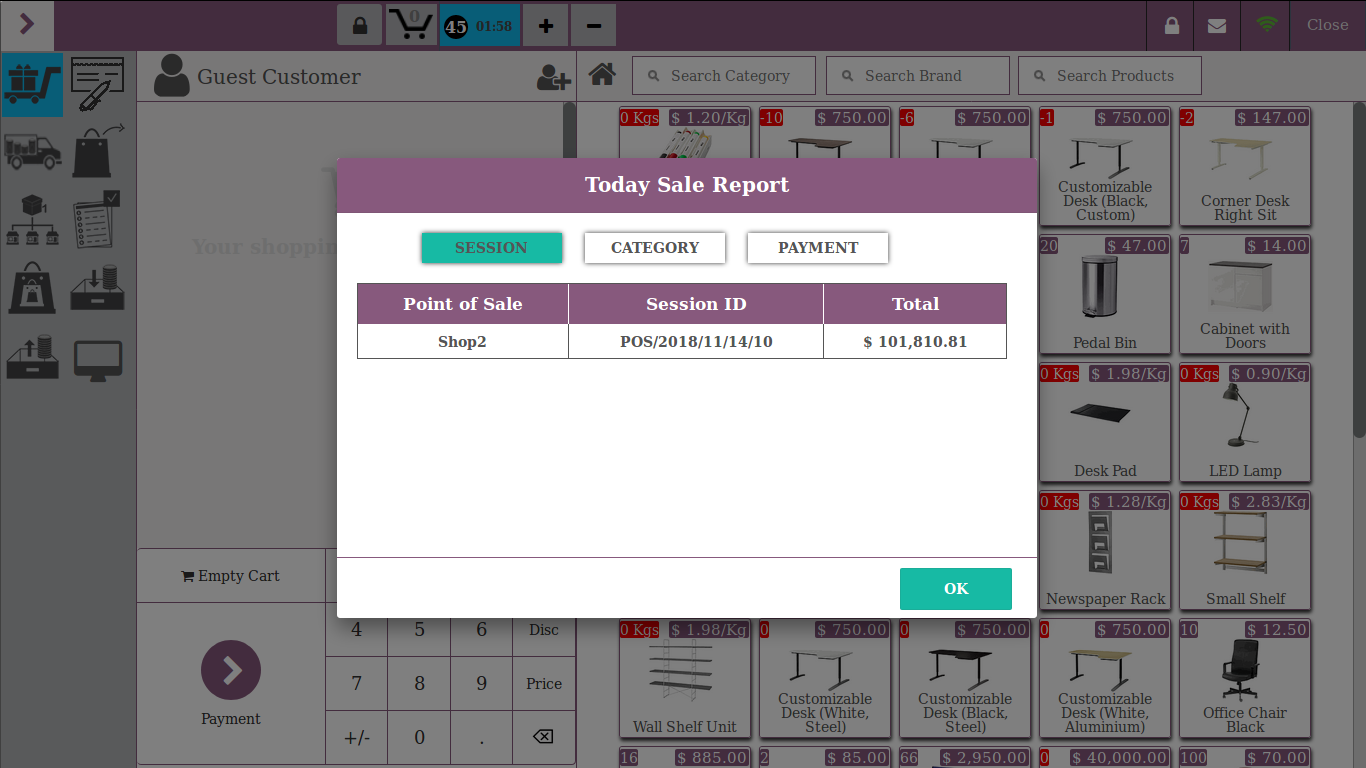 0
45 01:58
Close
Guest Customer
Search Category
Search Brand
Search Products
0 Kgs $ 1.20/Kg
-10 $ 750.00
-6 $ 750.00
-1 $ 750.00
Customizable
Desk (Black,
Custom)
-2 $ 147.00
Corner Desk
Right Sit
Your shoppin
Today Sale Report
SESSION CATEGORY PAYMENT
Point of Sale Session ID Total
Shop2 POS/2018/11/14/10 $ 101,810.81
OK
20 $ 47.00
Pedal Bin
7 $ 14.00
Cabinet with
Doors
0 Kgs $ 1.98/Kg
Desk Pad
0 Kgs $ 0.90/Kg
LED Lamp
0 Kgs $ 1.28/Kg
Newspaper Rack
0 Kgs $ 2.83/Kg
Small Shelf
Empty Cart
Payment
4 5 6 Disc
7 8 9 Price
+/- 0 .
0 Kgs $ 1.98/Kg
Wall Shelf Unit
0 $ 750.00
Customizable
Desk (White,
Steel)
0 $ 750.00
Customizable
Desk (Black,
Steel)
0 $ 750.00
Customizable
Desk (White,
Aluminium)
10 $ 12.50
Office Chair
Black
16 $ 885.00
2 $ 85.00
66 $ 2,950.00
0 $ 40,000.00
100 $ 70.00